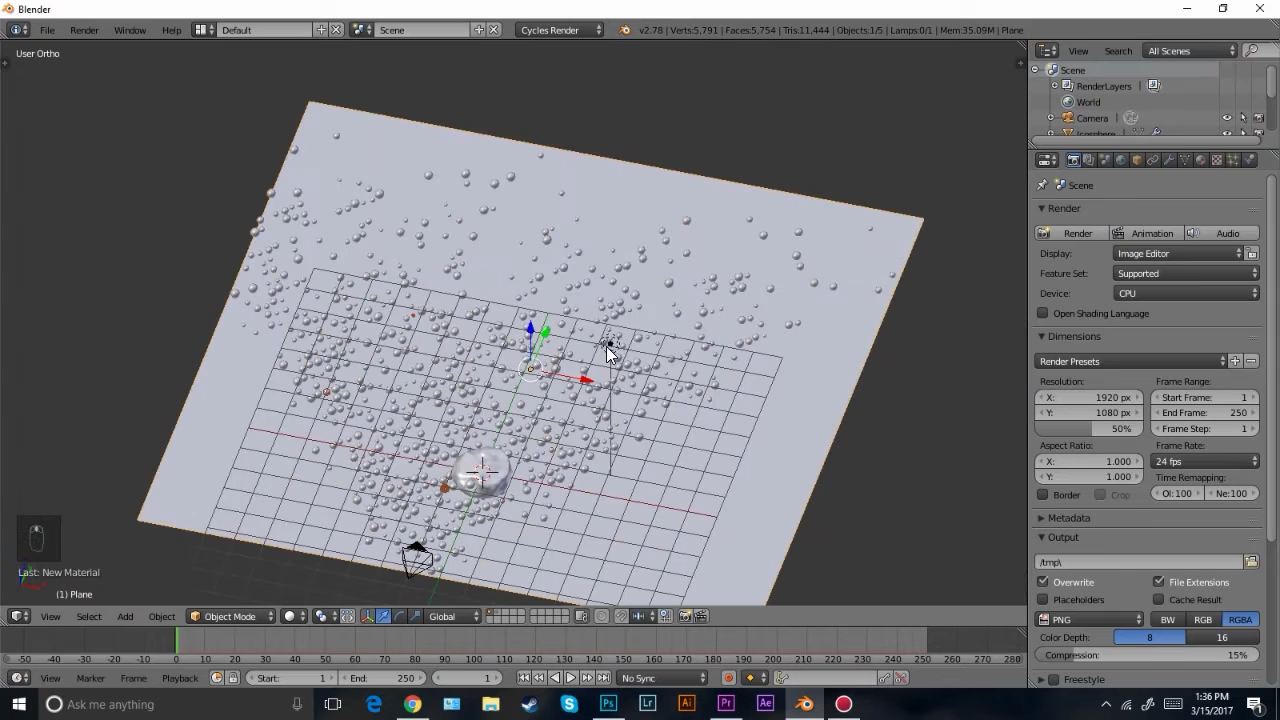 Blender
File Render Window Help Default Scene Cycles Render v2.78 | Verts:5,791 | Faces:5,754 | Tris:11,444 | Objects:1/5 | Lamps:0/1 | Mem:35.09M | Plane
User Ortho
View Search All Scenes
Scene
RenderLayers
World
Camera
Icosphere
Scene
Render
Render Animation Audio
Display: Image Editor
Feature Set: Supported
Device: CPU
Open Shading Language
Dimensions
Render Presets
Resolution: Frame Range:
X: 1920 px Start Frame: 1
Y: 1080 px End Frame: 250
50% Frame Step: 1
Aspect Ratio: Frame Rate:
X: 1.000 24 fps
Y: 1.000 Time Remapping:
Border Crop Ol:100 Ne:100
Metadata
Output
/tmp\
Overwrite File Extensions
Placeholders Cache Result
PNG BW RGB RGBA
Color Depth: 8 16
Compression: 15%
Freestyle
Last: New Material
(1) Plane
View Select Add Object Object Mode Global
-50 -40 -30 -20 -10 0 10 20 30 40 50 60 70 80 90 100 110 120 130 140 150 160 170 180 190 200 210 220 230 240 250 260 270 280
View Marker Frame Playback Start: 1 End: 250 1 No Sync
Ask me anything
Ps Lr Ai Pr Ae
1:36 PM
3/15/2017